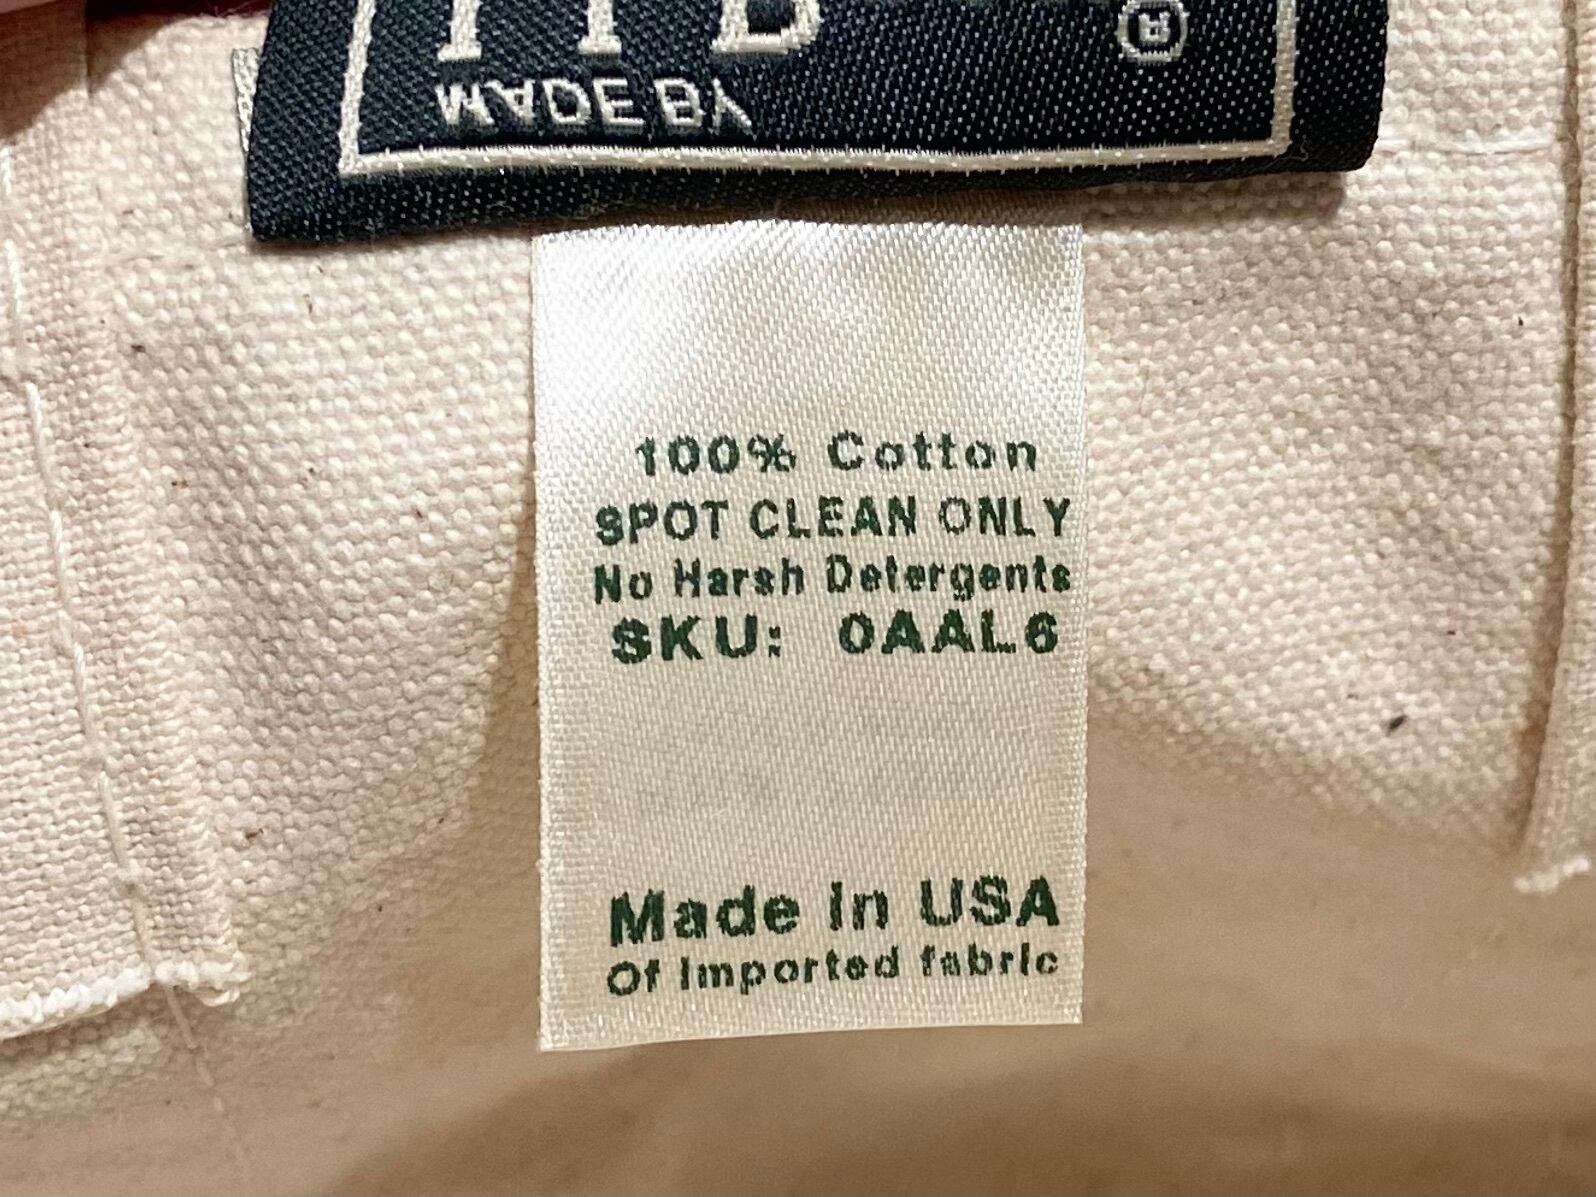 MADE BY
®
100% Cotton
SPOT CLEAN ONLY
No Harsh Detergents
SKU: 0AAL6
Made in USA
Of Imported fabric